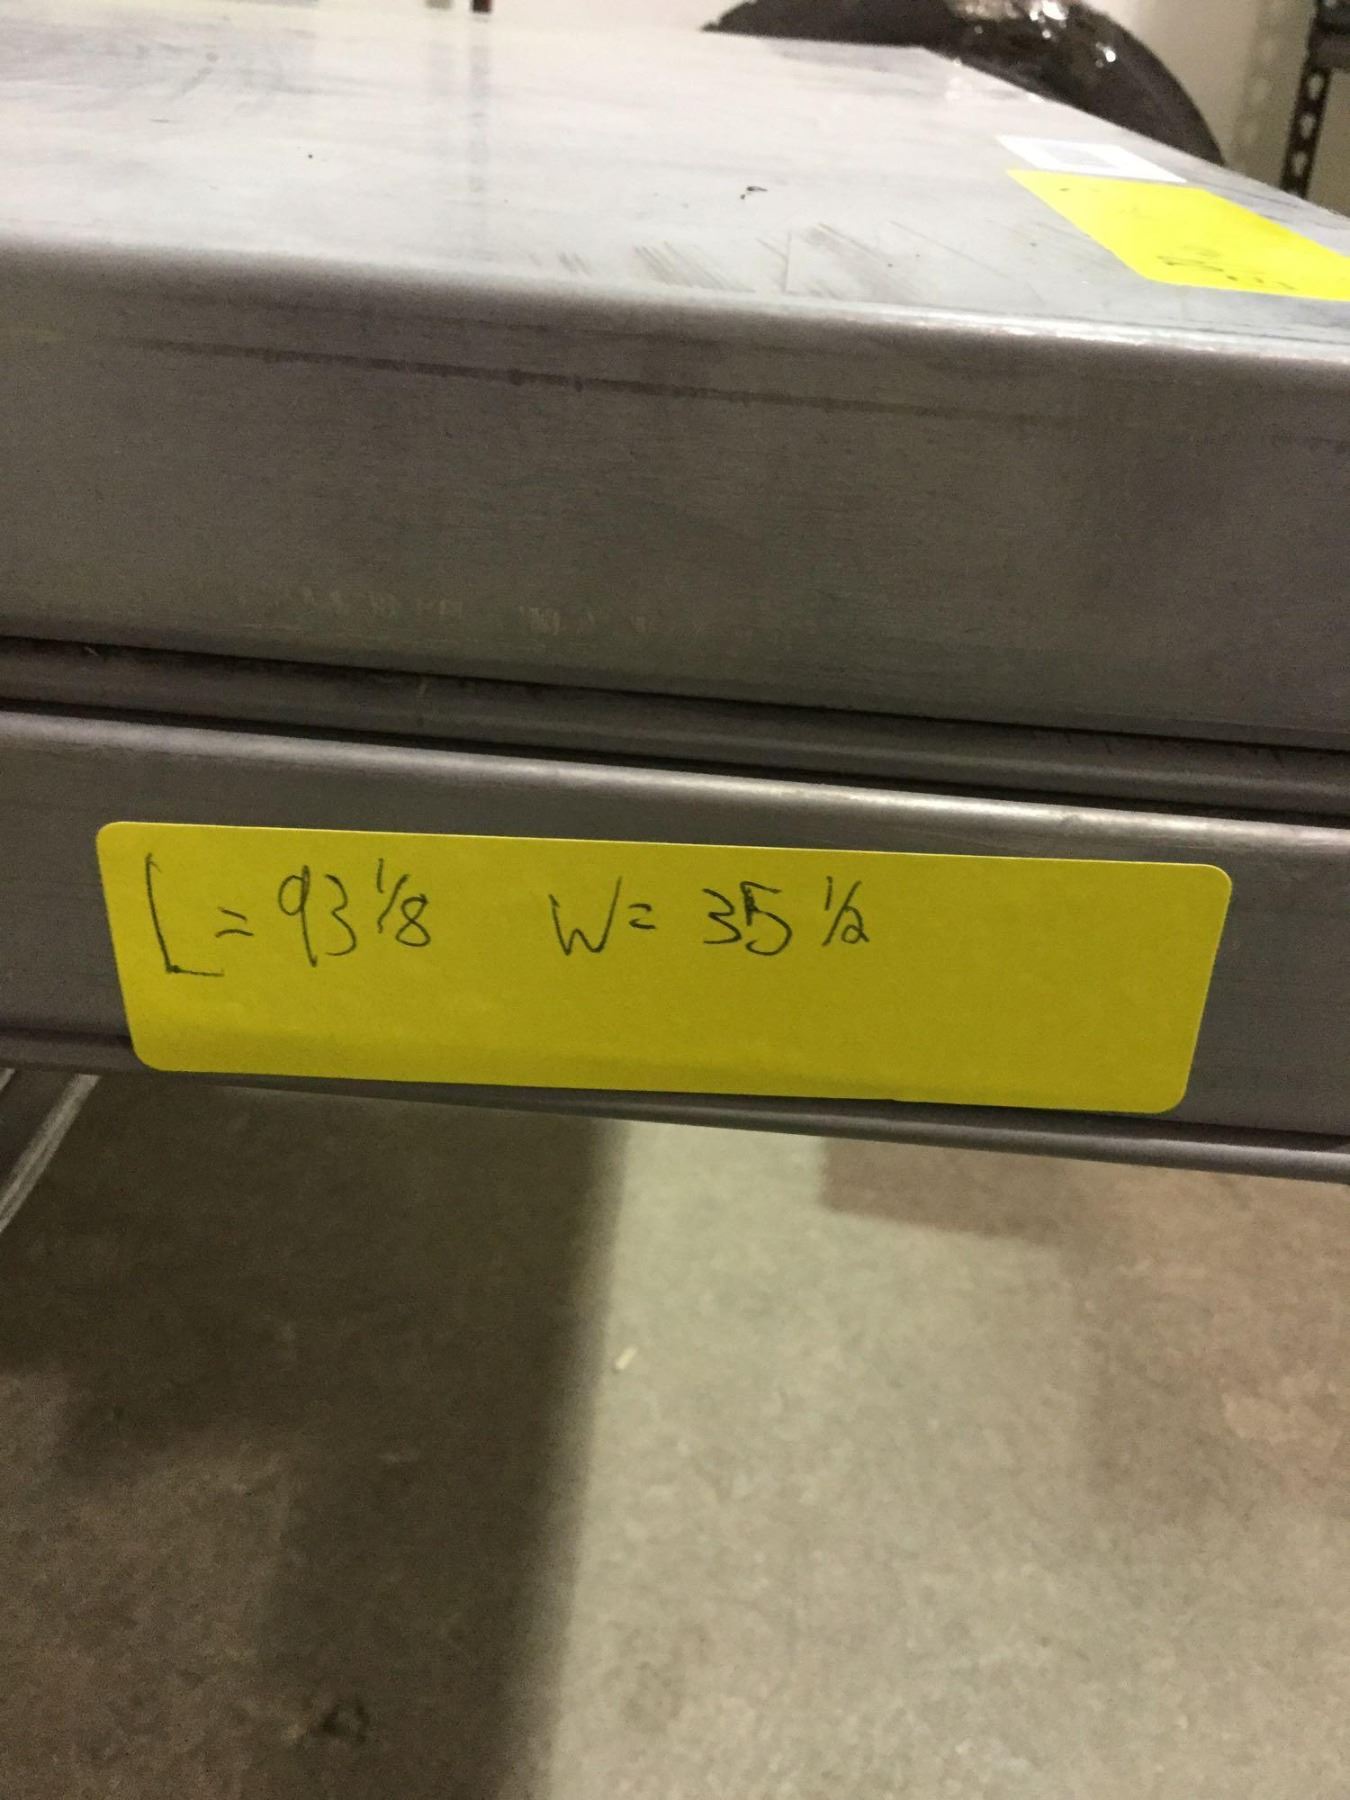 L = 93 1/8 W = 35 1/2